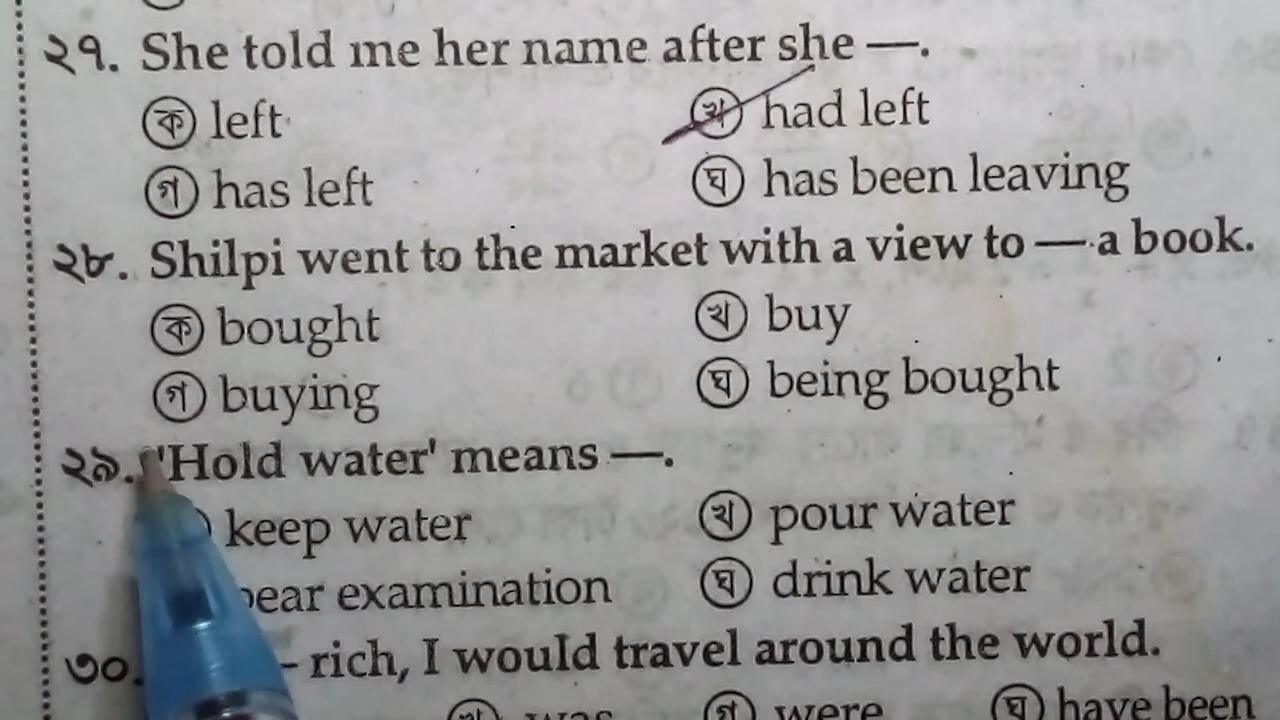 ২৭. She told me her name after she —.
ক left খ had left
গ has left ঘ has been leaving
২৮. Shilpi went to the market with a view to — a book.
ক bought খ buy
গ buying ঘ being bought
২৯. 'Hold water' means —.
keep water খ pour water
bear examination ঘ drink water
৩০. – rich, I would travel around the world.
খ was গ were ঘ have been